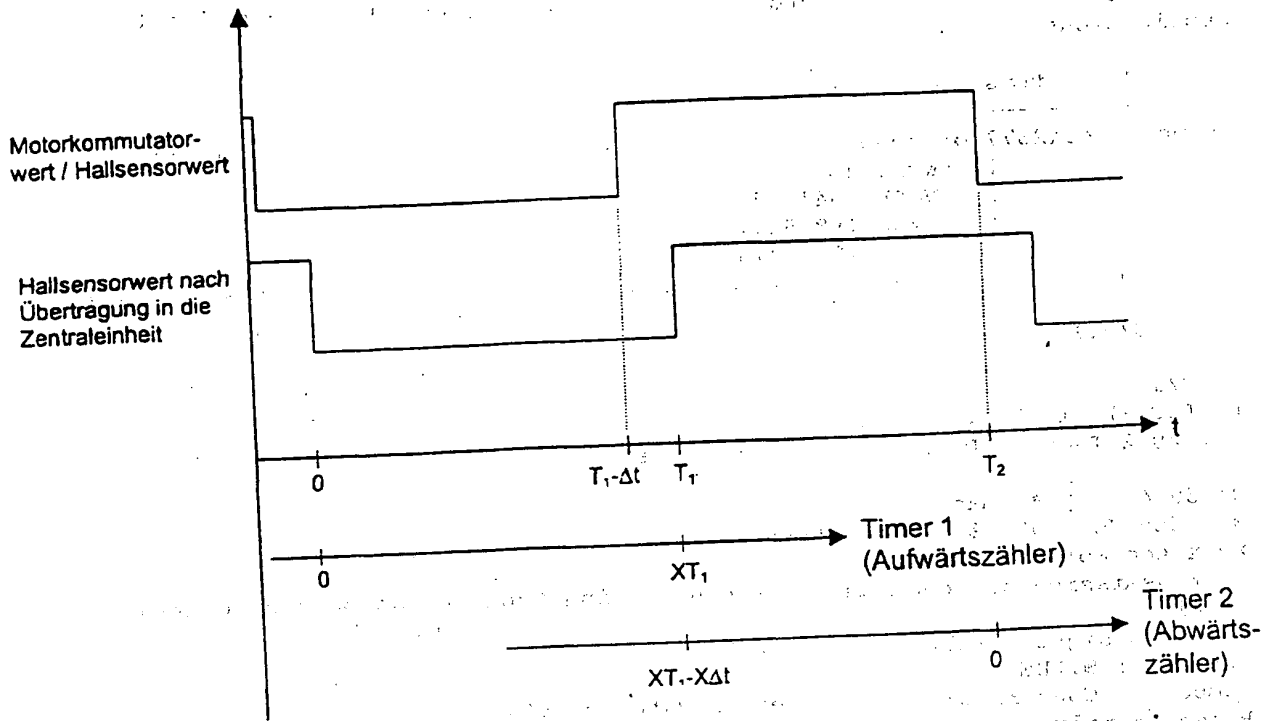 Motorkommutator-
wert / Hallsensorwert
Hallsensorwert nach
Übertragung in die
Zentraleinheit
t
0
T₁-Δt
T₁
T₂
Timer 1
(Aufwärtszähler)
0
XT₁
Timer 2
(Abwärts-
zähler)
XT₁-XΔt
0